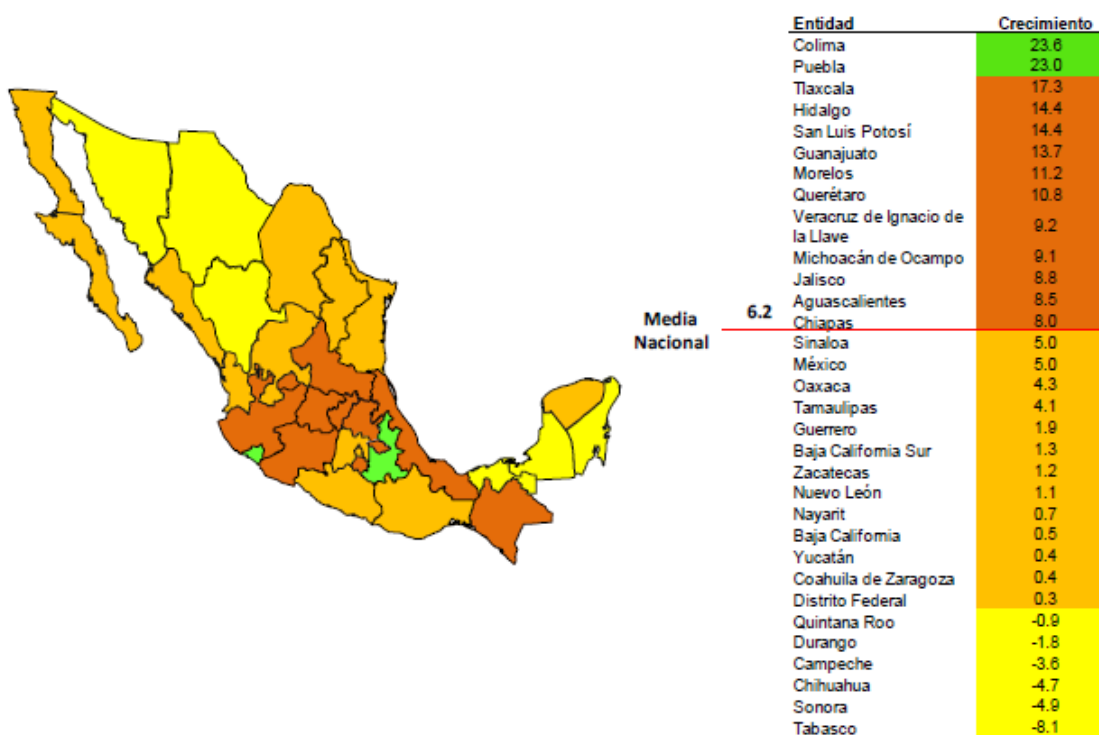 Entidad Crecimiento
Colima 23.6
Puebla 23.0
Tlaxcala 17.3
Hidalgo 14.4
San Luis Potosí 14.4
Guanajuato 13.7
Morelos 11.2
Querétaro 10.8
Veracruz de Ignacio de
la Llave 9.2
Michoacán de Ocampo 9.1
Jalisco 8.8
Aguascalientes 8.5
Chiapas 8.0
Media
Nacional 6.2
Sinaloa 5.0
México 5.0
Oaxaca 4.3
Tamaulipas 4.1
Guerrero 1.9
Baja California Sur 1.3
Zacatecas 1.2
Nuevo León 1.1
Nayarit 0.7
Baja California 0.5
Yucatán 0.4
Coahuila de Zaragoza 0.4
Distrito Federal 0.3
Quintana Roo -0.9
Durango -1.8
Campeche -3.6
Chihuahua -4.7
Sonora -4.9
Tabasco -8.1